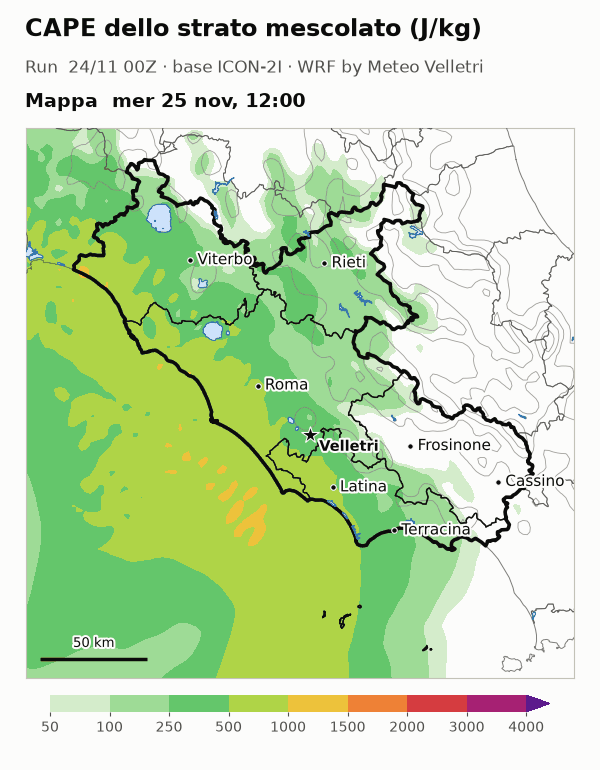 CAPE dello strato mescolato (J/kg)
Run  24/11 00Z · base ICON-2I · WRF by Meteo Velletri
Mappa  mer 25 nov, 12:00
Viterbo
Rieti
Roma
Velletri
Frosinone
Cassino
Latina
Terracina
50 km
50 100 250 500 1000 1500 2000 3000 4000